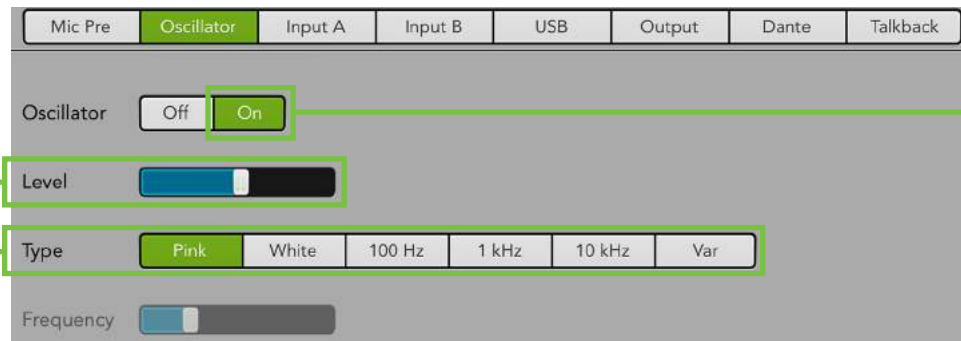 Mic Pre Oscillator Input A Input B USB Output Dante Talkback
Oscillator Off On
Level
Type Pink White 100 Hz 1 kHz 10 kHz Var
Frequency